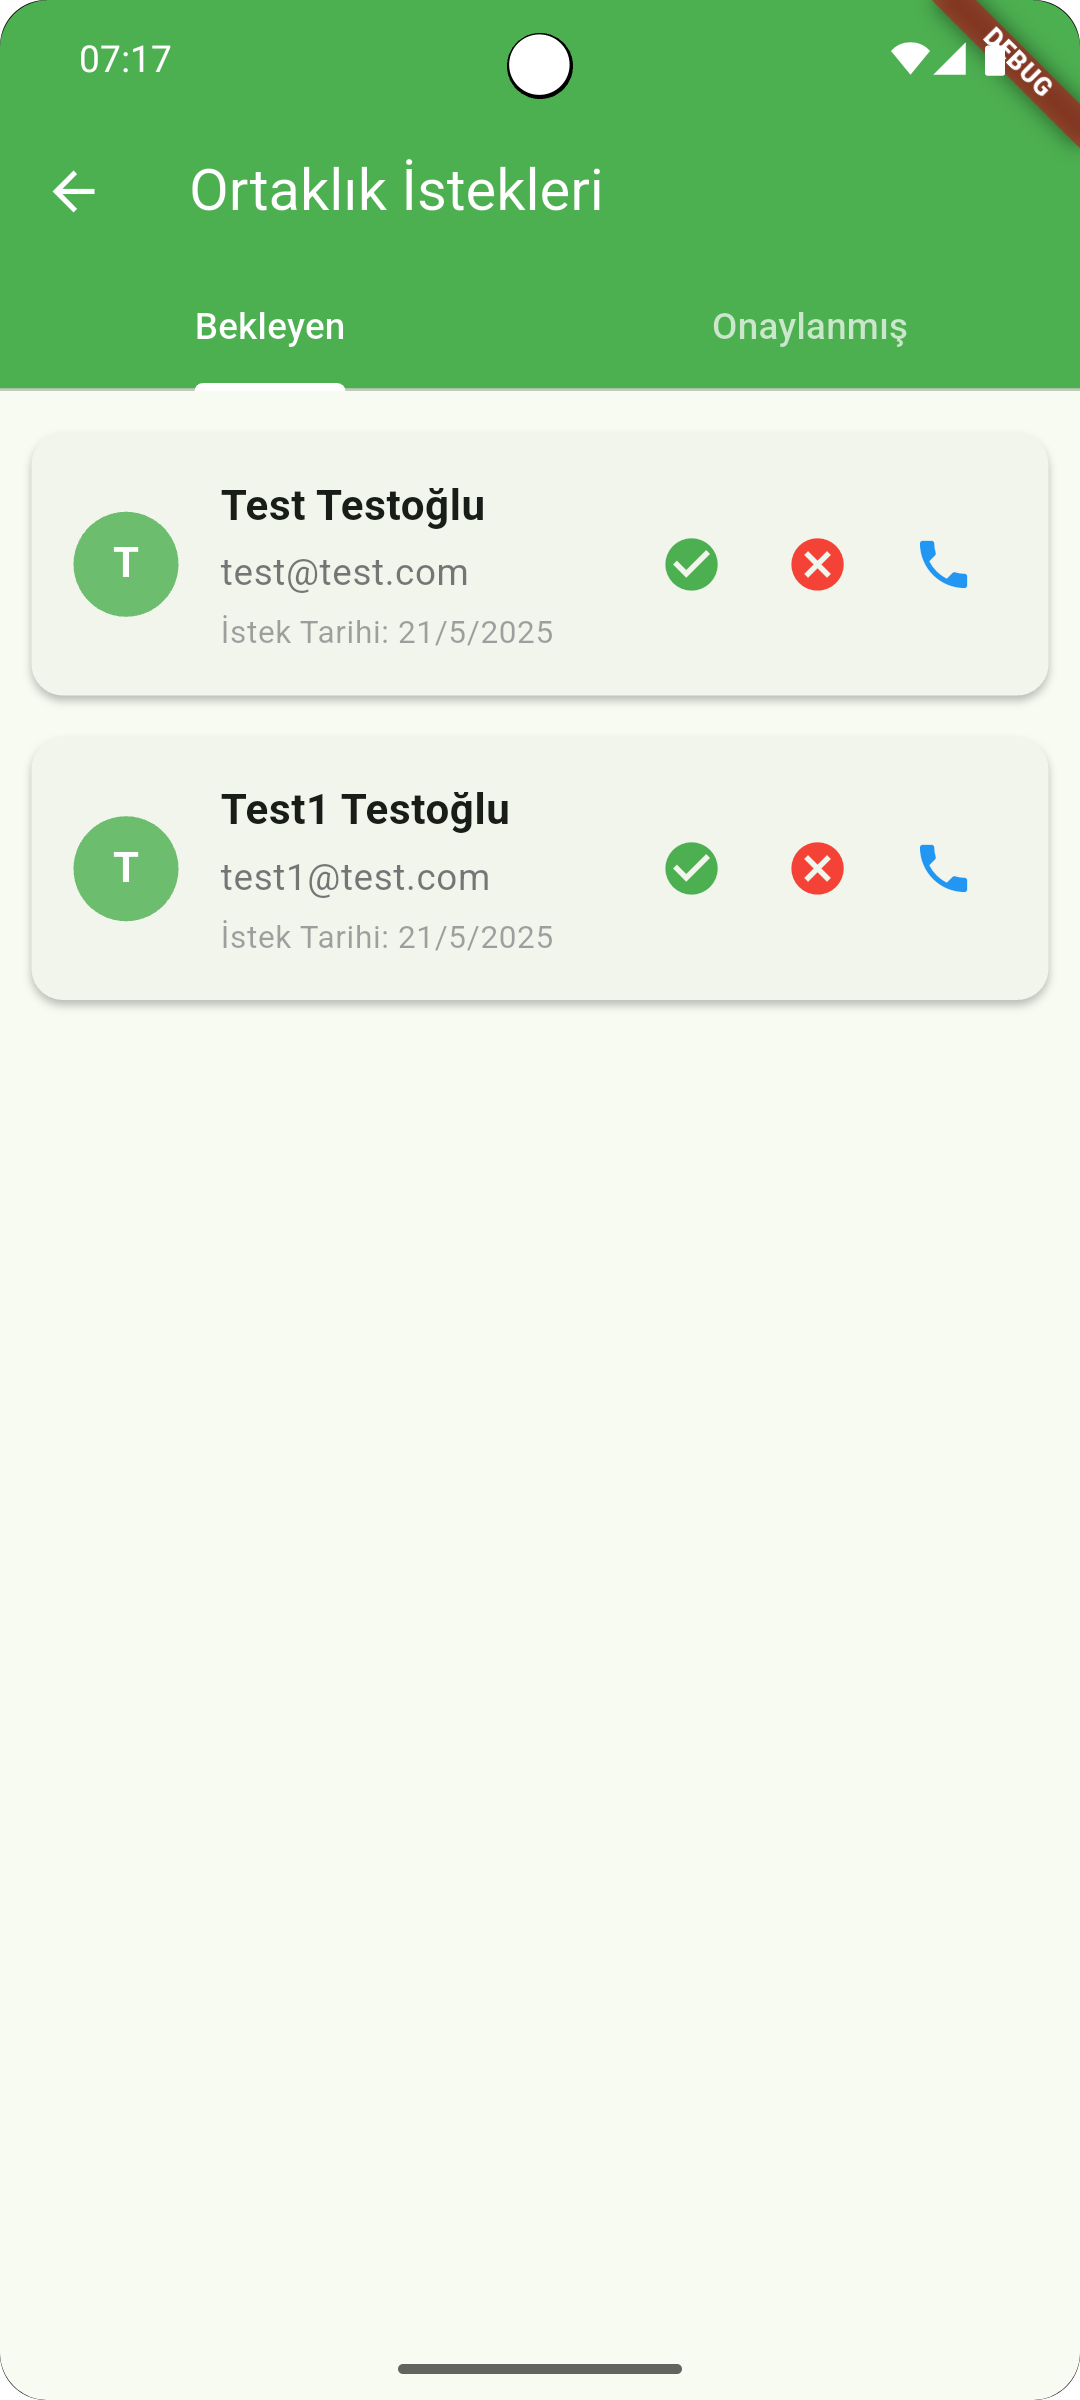 07:17
DEBUG
Ortaklık İstekleri
Bekleyen
Onaylanmış
T
Test Testoğlu
test@test.com
İstek Tarihi: 21/5/2025
T
Test1 Testoğlu
test1@test.com
İstek Tarihi: 21/5/2025